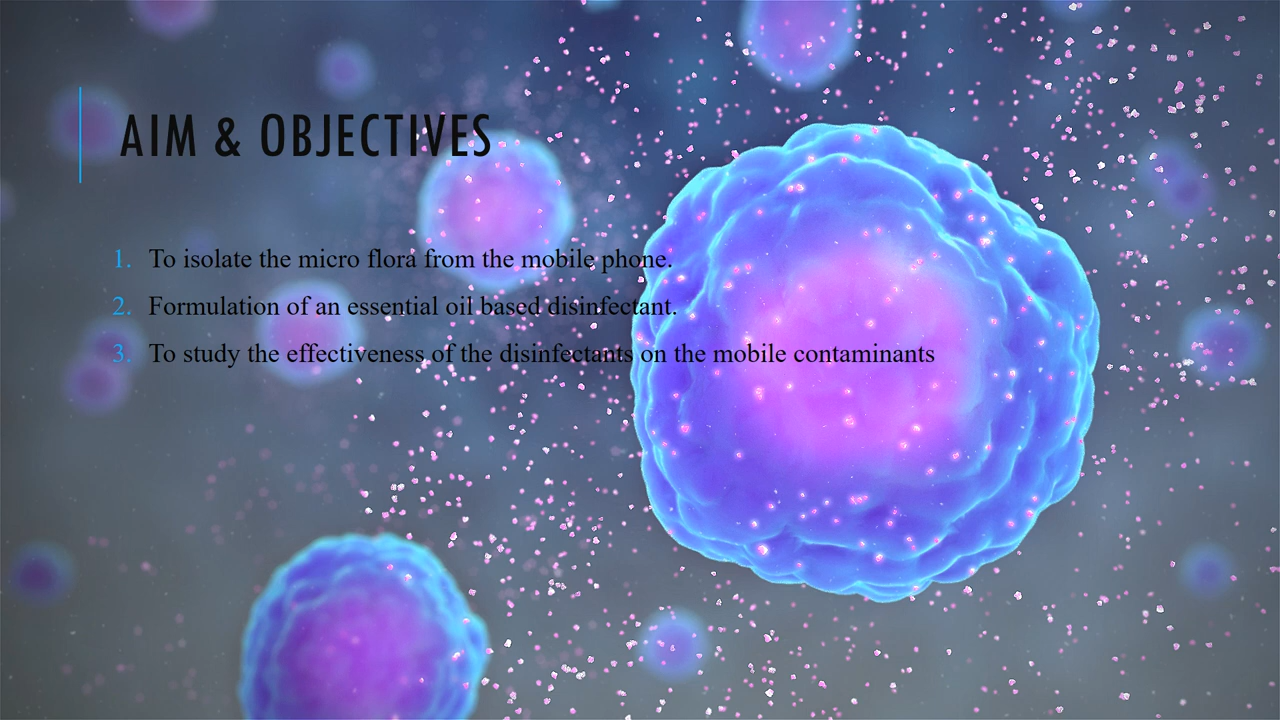 AIM & OBJECTIVES
1. To isolate the micro flora from the mobile phone.
2. Formulation of an essential oil based disinfectant.
3. To study the effectiveness of the disinfectants on the mobile contaminants